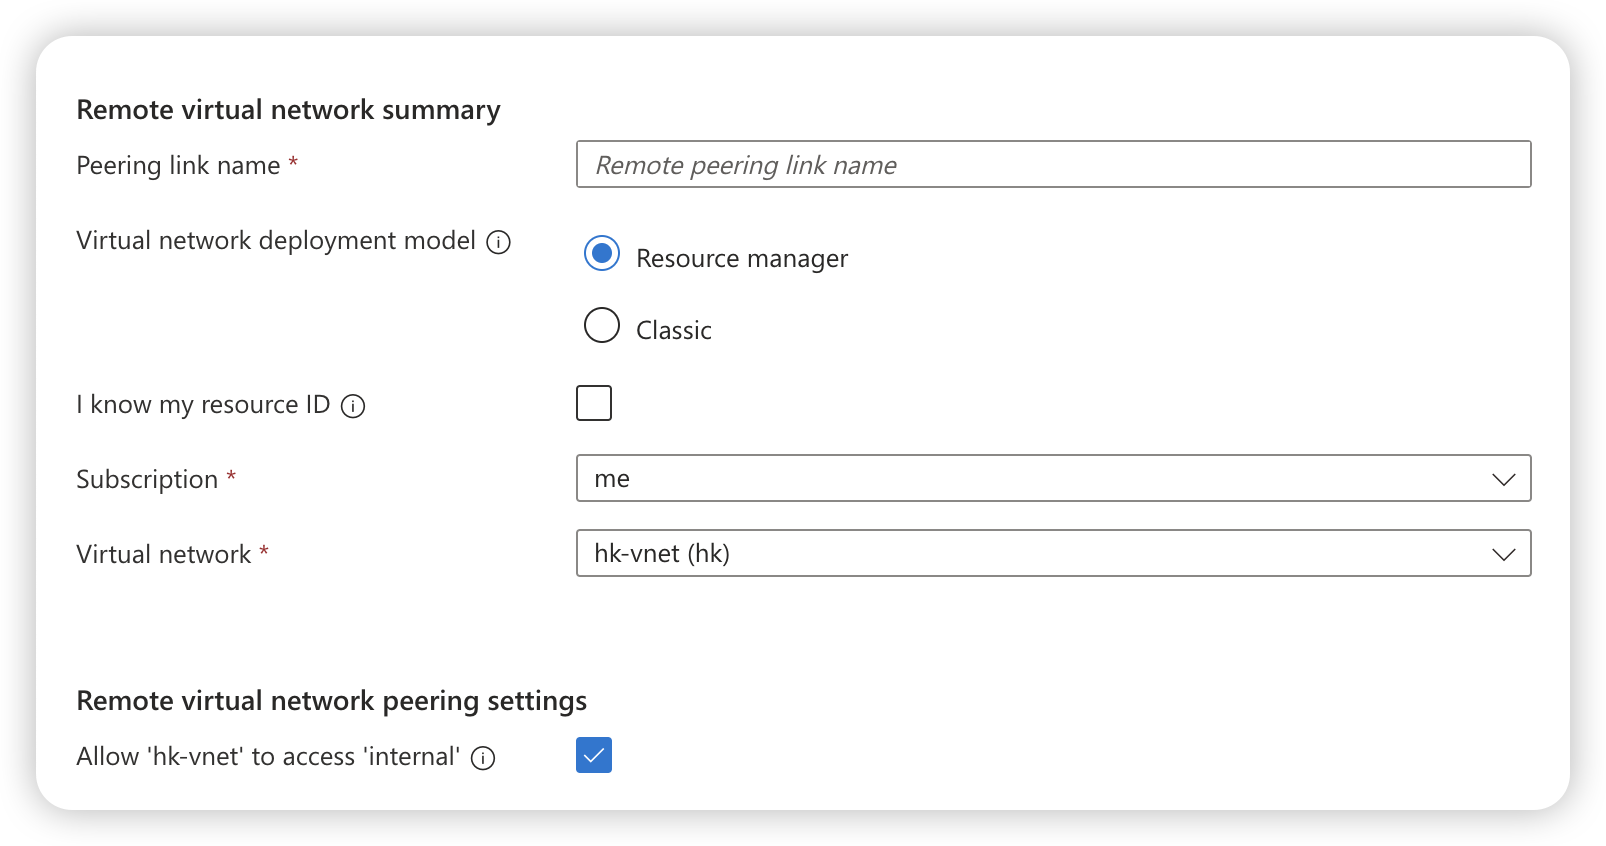 Remote virtual network summary
Peering link name *
Remote peering link name
Virtual network deployment model
Resource manager
Classic
I know my resource ID
Subscription *
me
Virtual network *
hk-vnet (hk)
Remote virtual network peering settings
Allow 'hk-vnet' to access 'internal'